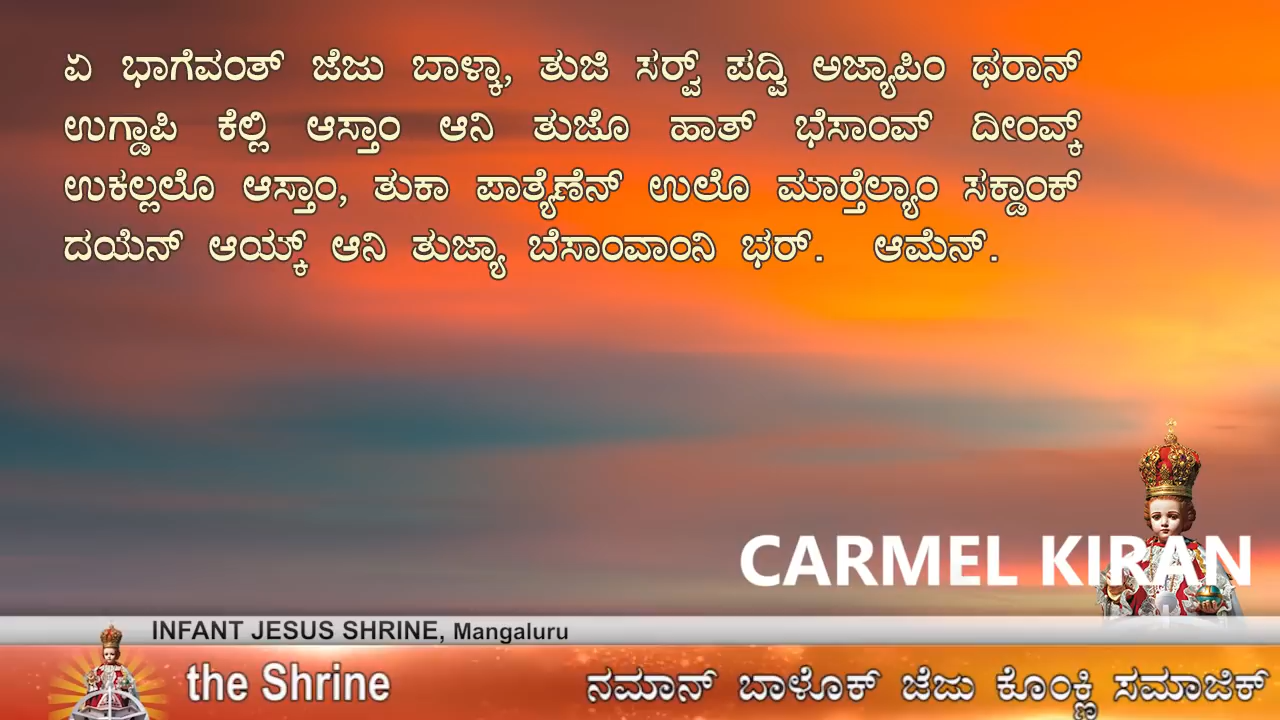 ಏ ಭಾಗೆವಂತ್ ಜೆಜು ಬಾಳ್ಕಾ, ತುಜಿ ಸರ್ವ್ ಪದ್ವಿ ಅಜ್ಯಾಪಿಂ ಥರಾನ್
ಉಗ್ಡಾಪಿ ಕೆಲ್ಲಿ ಆಸ್ತಾಂ ಆನಿ ತುಜೊ ಹಾತ್ ಭೆಸಾಂವ್ ದೀಂವ್ಕ್
ಉಕಲ್ಲಲೊ ಆಸ್ತಾಂ, ತುಕಾ ಪಾತ್ಯೆಣೆನ್ ಉಲೊ ಮಾರ್‍ತೆಲ್ಯಾಂ ಸಕ್ಡಾಂಕ್
ದಯೆನ್ ಆಯ್ಕ್ ಆನಿ ತುಜ್ಯಾ ಬೆಸಾಂವಾಂನಿ ಭರ್. ಆಮೆನ್.
CARMEL KIRAN
INFANT JESUS SHRINE, Mangaluru
the Shrine
ನಮಾನ್ ಬಾಳೊಕ್ ಜೆಜು ಕೊಂಕ್ಣಿ ಸಮಾಜಿಕ್